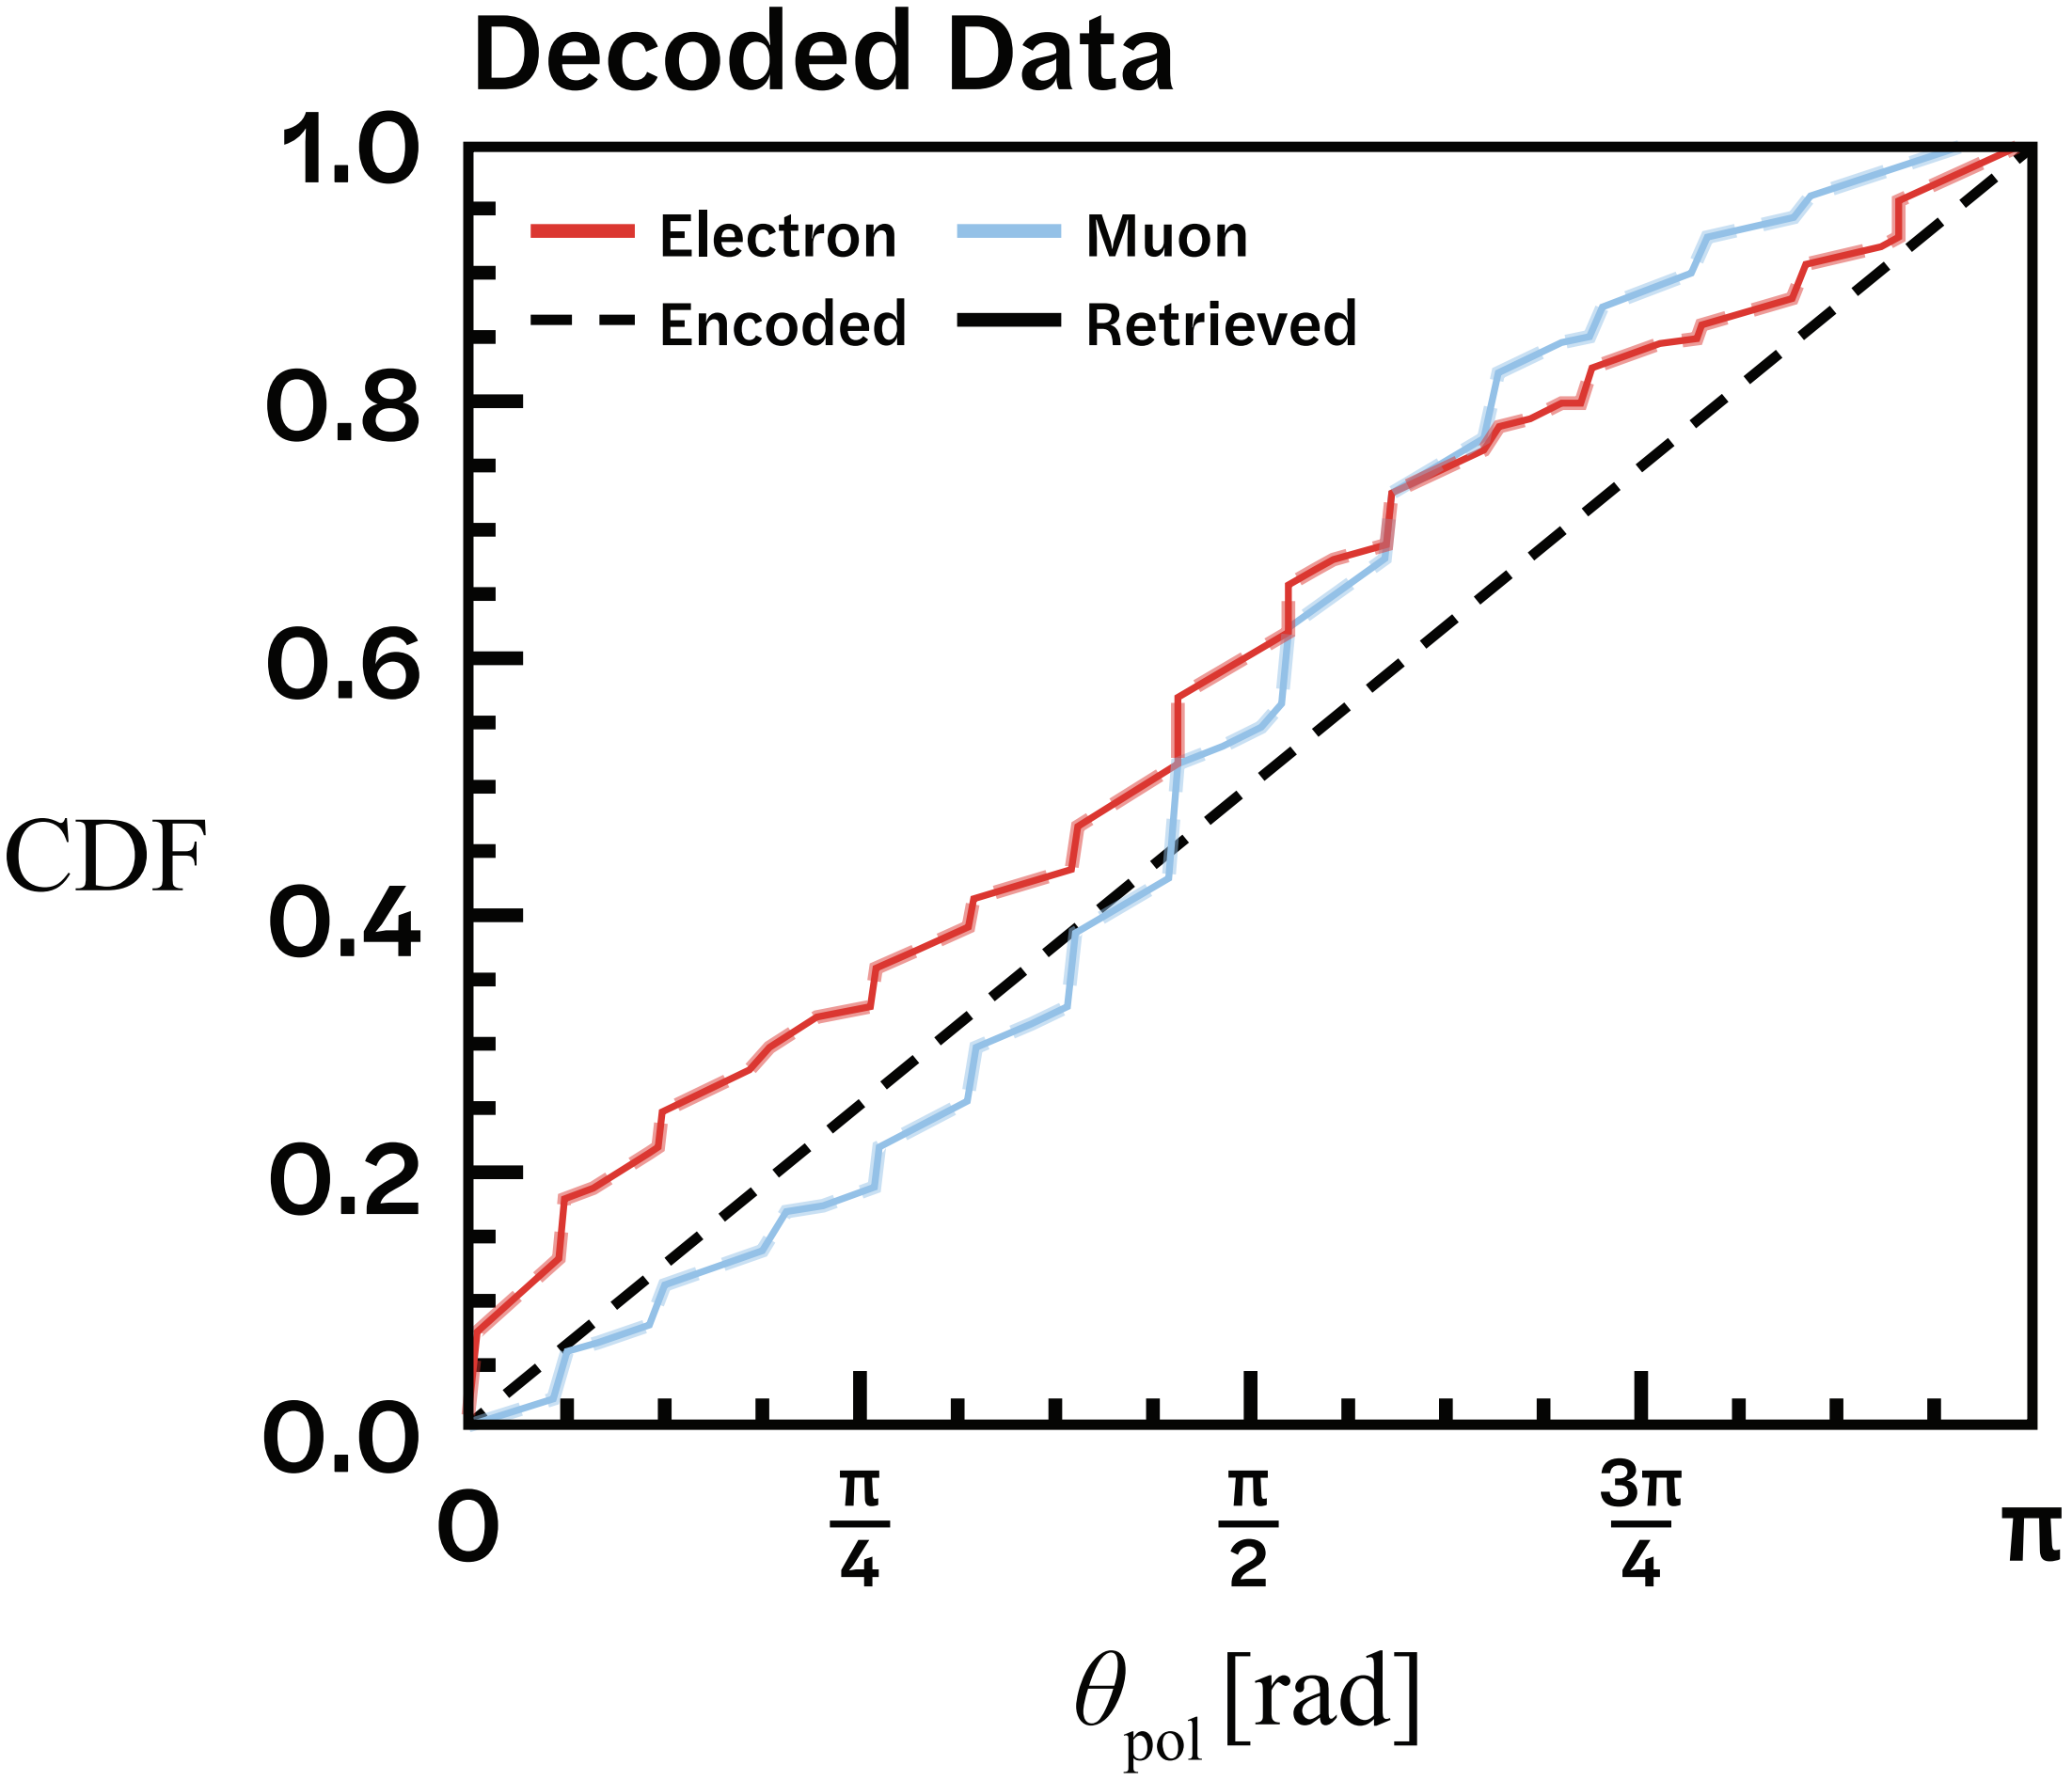 Decoded Data
1.0
Electron Muon
Encoded Retrieved
0.8
0.6
CDF
0.4
0.2
0.0
0 π/4 π/2 3π/4 π
θpol [rad]